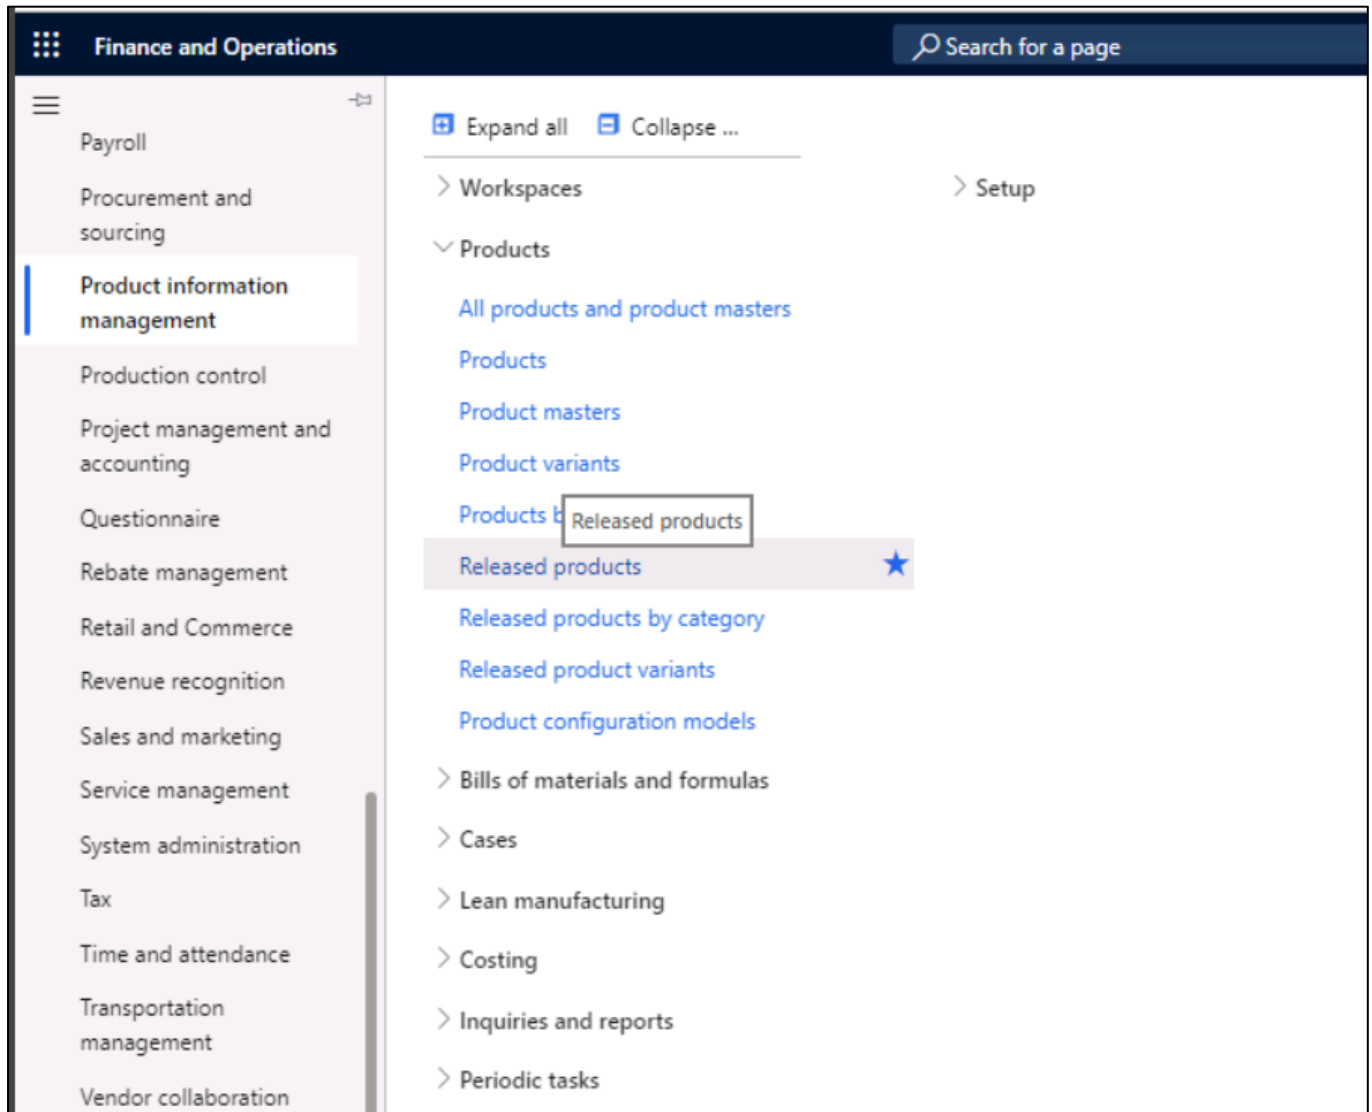 Finance and Operations
Search for a page
Payroll
Procurement and
sourcing
Product information
management
Production control
Project management and
accounting
Questionnaire
Rebate management
Retail and Commerce
Revenue recognition
Sales and marketing
Service management
System administration
Tax
Time and attendance
Transportation
management
Vendor collaboration
Expand all
Collapse ...
Workspaces
Products
All products and product masters
Products
Product masters
Product variants
Products
Released products
Released products
Released products by category
Released product variants
Product configuration models
Bills of materials and formulas
Cases
Lean manufacturing
Costing
Inquiries and reports
Periodic tasks
Setup